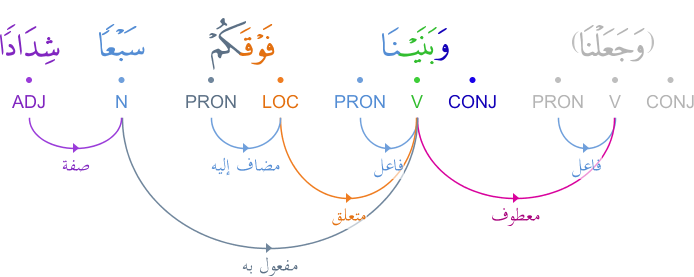 (وَجَعَلْنَا) وَبَنَيْنَا فَوْقَكُمْ سَبْعًا شِدَادًا
CONJ V PRON CONJ V PRON LOC PRON N ADJ
فاعل فاعل مضاف إليه صفة
معطوف متعلق
مفعول به